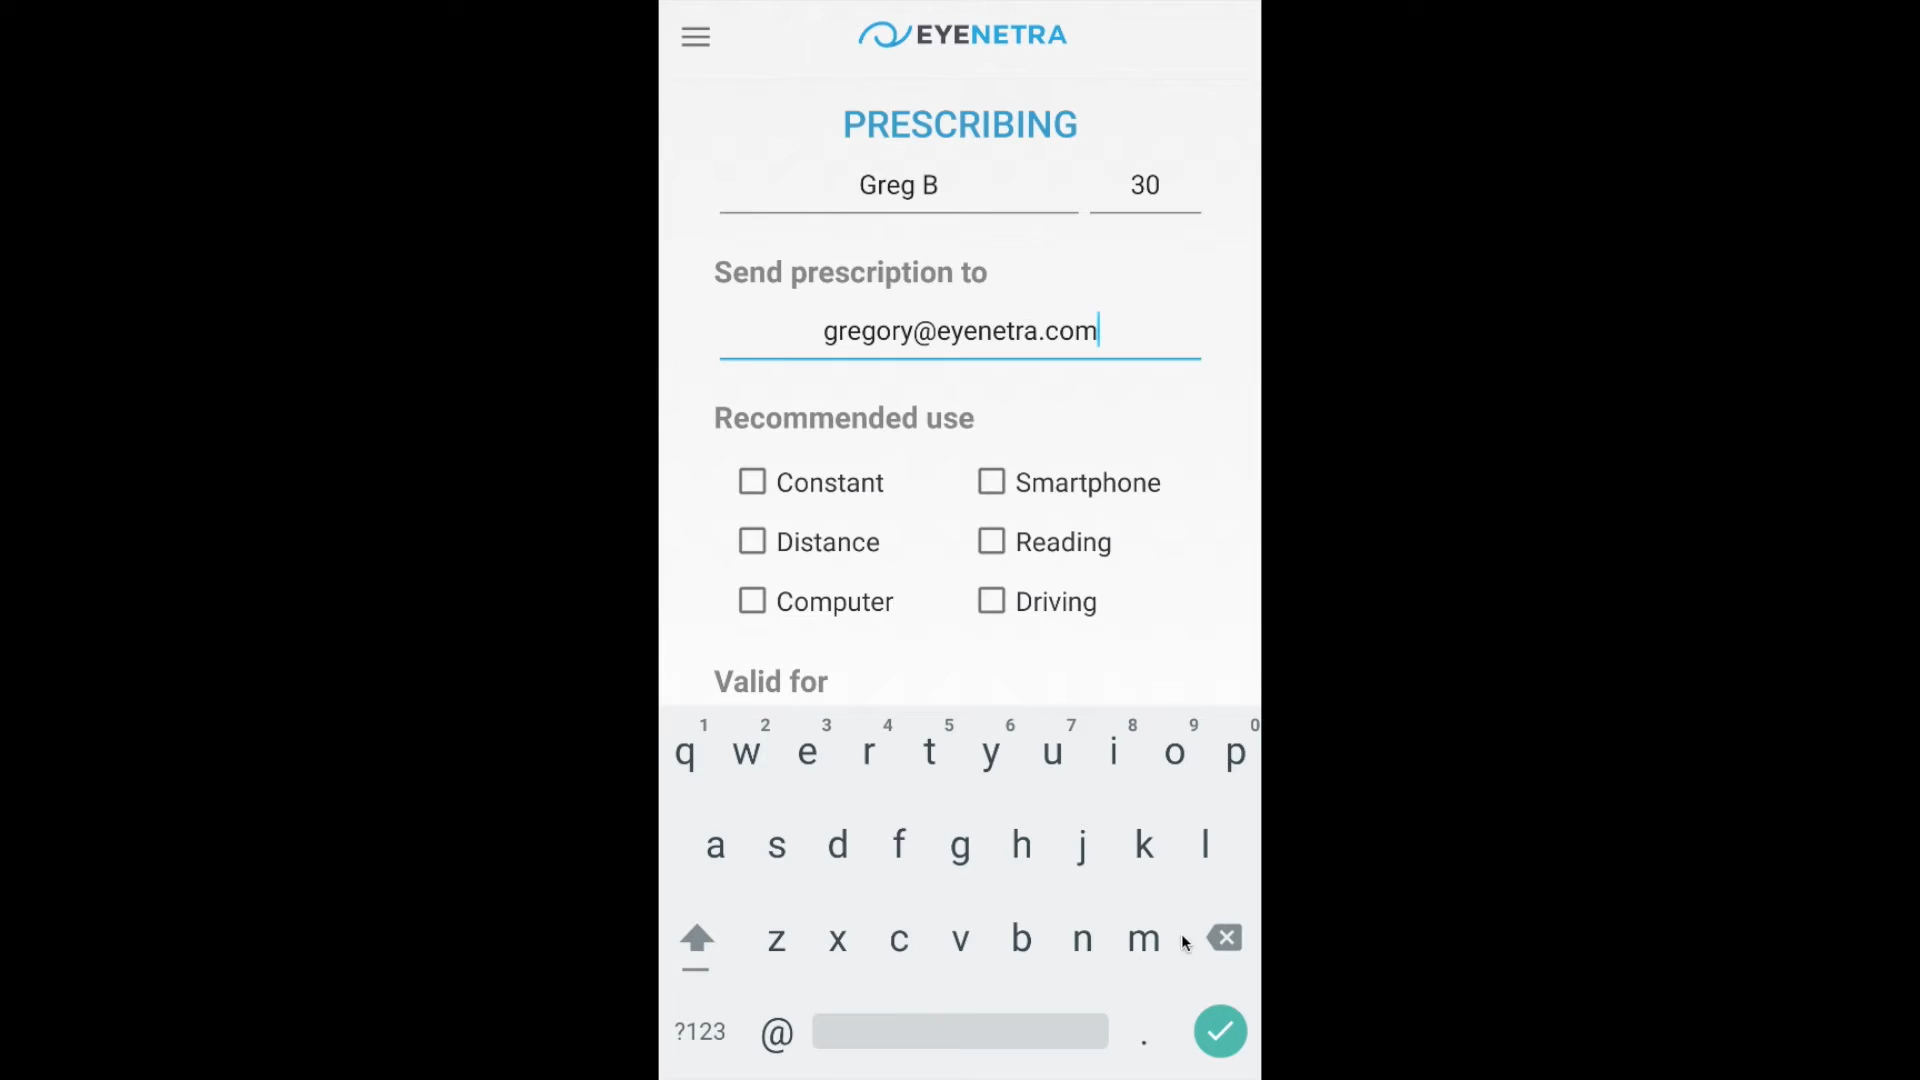 EYENETRA
PRESCRIBING
Greg B 30
Send prescription to
gregory@eyenetra.com
Recommended use
Constant Smartphone
Distance Reading
Computer Driving
Valid for
1 2 3 4 5 6 7 8 9 0
q w e r t y u i o p
a s d f g h j k l
z x c v b n m
?123 @ .